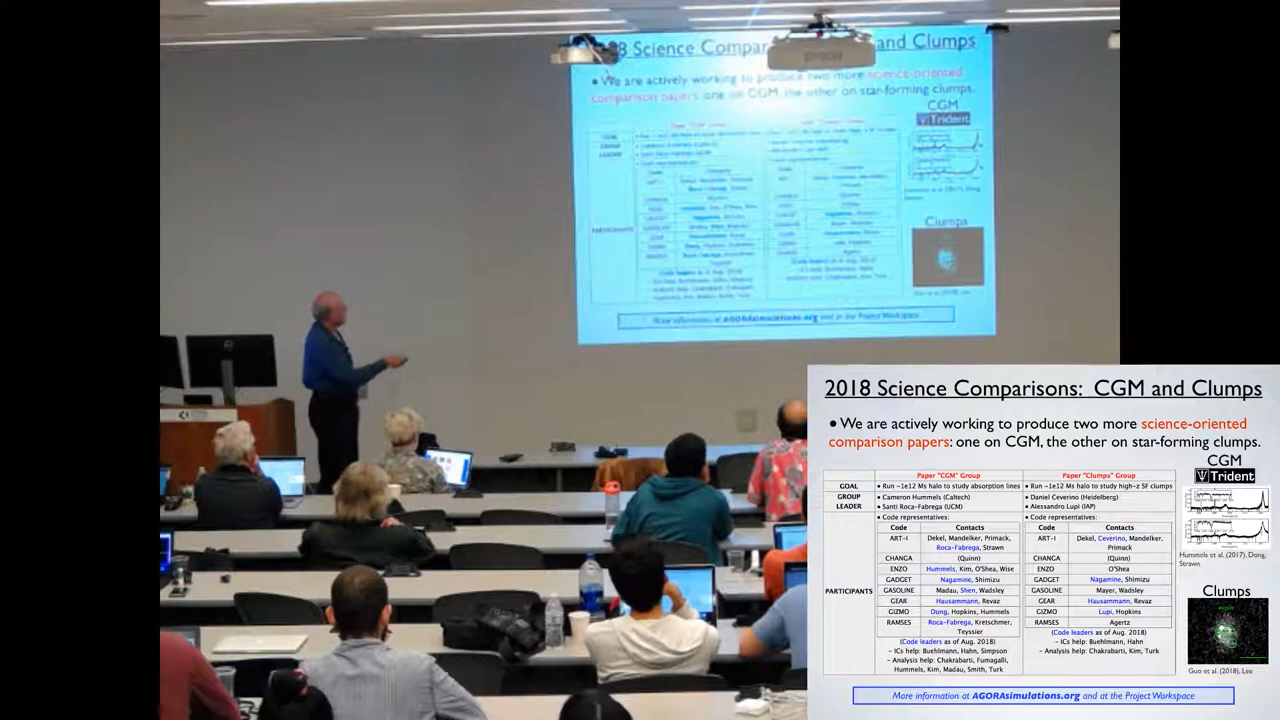 EPSON
2018 Science Comparisons: CGM and Clumps
● We are actively working to produce two more science-oriented
comparison papers: one on CGM, the other on star-forming clumps.
CGM
Trident
Paper "CGM" Group Paper "Clumps" Group
GOAL • Run ~1e12 Ms halo to study absorption lines • Run ~1e12 Ms halo to study high-z SF clumps
GROUP LEADER • Cameron Hummels (Caltech) • Daniel Ceverino (Heidelberg)
• Santi Roca-Fabrega (UCM) • Alessandro Lupi (IAP)
PARTICIPANTS • Code representatives: • Code representatives:
Code Contacts Code Contacts
ART-I Dekel, Mandelker, Primack, Roca-Fabrega, Strawn ART-I Dekel, Ceverino, Mandelker, Primack
CHANGA (Quinn) CHANGA (Quinn)
ENZO Hummels, Kim, O'Shea, Wise ENZO O'Shea
GADGET Nagamine, Shimizu GADGET Nagamine, Shimizu
GASOLINE Madau, Shen, Wadsley GASOLINE Mayer, Wadsley
GEAR Hausammann, Revaz GEAR Hausammann, Revaz
GIZMO Dong, Hopkins, Hummels GIZMO Lupi, Hopkins
RAMSES Roca-Fabrega, Kretschmer, Teyssier RAMSES Agertz
(Code leaders as of Aug. 2018) (Code leaders as of Aug. 2018)
- ICs help: Buehlmann, Hahn, Simpson - ICs help: Buehlmann, Hahn
- Analysis help: Chakrabarti, Fumagalli, - Analysis help: Chakrabarti, Kim, Turk
Hummels, Kim, Madau, Smith, Turk
Hummels et al. (2017), Dong,
Strawn
Clumps
Guo et al. (2018), Lee
More information at AGORAsimulations.org and at the Project Workspace